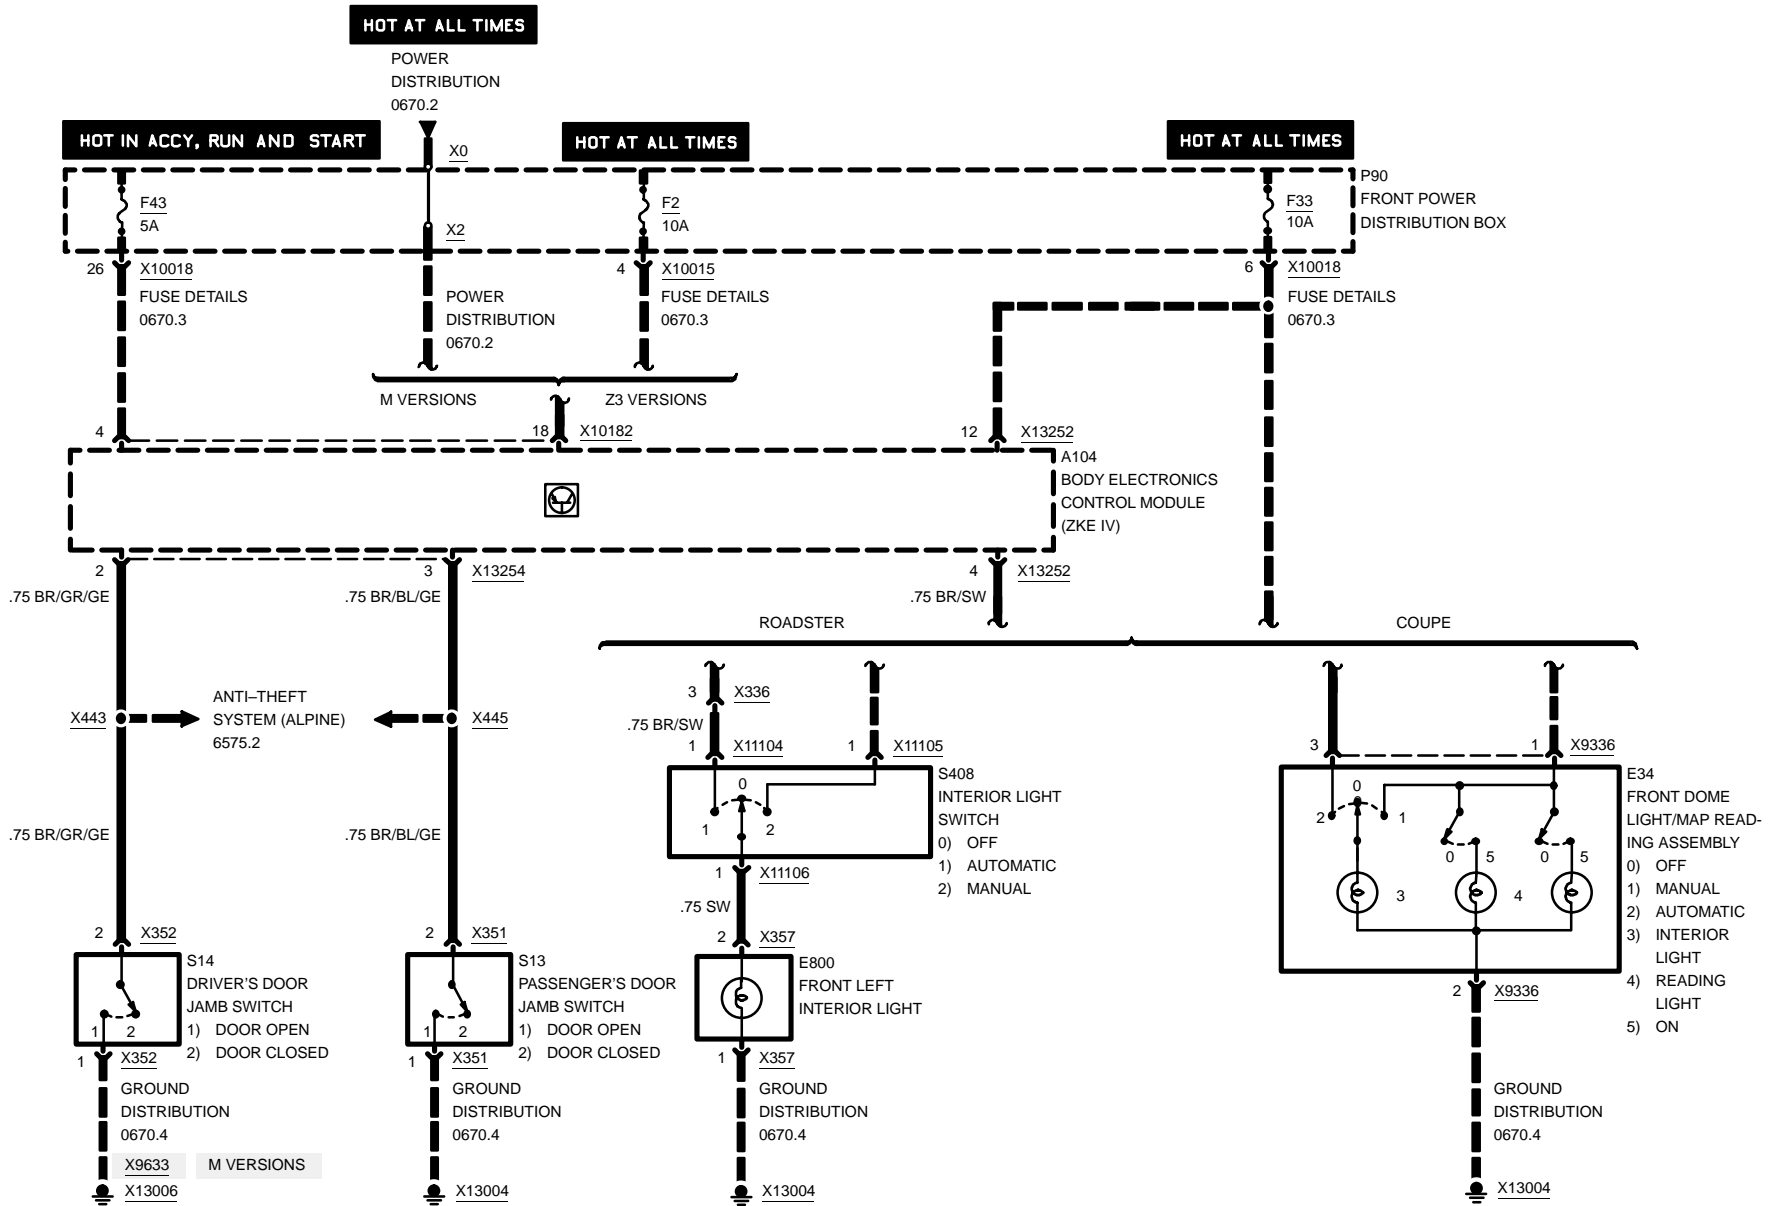 HOT AT ALL TIMES
POWER
DISTRIBUTION
0670.2
HOT IN ACCY, RUN AND START
X0
HOT AT ALL TIMES
HOT AT ALL TIMES
F43
5A
X2
F2
10A
F33
10A
P90
FRONT POWER
DISTRIBUTION BOX
26
X10018
FUSE DETAILS
0670.3
POWER
DISTRIBUTION
0670.2
4
X10015
FUSE DETAILS
0670.3
6
X10018
FUSE DETAILS
0670.3
M VERSIONS
Z3 VERSIONS
4
18
X10182
12
X13252
A104
BODY ELECTRONICS
CONTROL MODULE
(ZKE IV)
2
3
X13254
4
X13252
.75 BR/GR/GE
.75 BR/BL/GE
.75 BR/SW
ROADSTER
COUPE
X443
ANTI–THEFT
SYSTEM (ALPINE)
6575.2
X445
3
X336
.75 BR/SW
1
X11104
1
X11105
3
1
X9336
S408
INTERIOR LIGHT
SWITCH
0) OFF
1) AUTOMATIC
2) MANUAL
0
1
2
E34
FRONT DOME
LIGHT/MAP READ-
ING ASSEMBLY
0) OFF
1) MANUAL
2) AUTOMATIC
3) INTERIOR
LIGHT
4) READING
LIGHT
5) ON
0
2
1
0
5
0
5
3
4
.75 BR/GR/GE
.75 BR/BL/GE
1
X11106
.75 SW
2
X352
2
X351
2
X357
S14
DRIVER'S DOOR
JAMB SWITCH
1) DOOR OPEN
2) DOOR CLOSED
1
2
S13
PASSENGER'S DOOR
JAMB SWITCH
1) DOOR OPEN
2) DOOR CLOSED
1
2
E800
FRONT LEFT
INTERIOR LIGHT
2
X9336
1
X352
GROUND
DISTRIBUTION
0670.4
1
X351
GROUND
DISTRIBUTION
0670.4
1
X357
GROUND
DISTRIBUTION
0670.4
GROUND
DISTRIBUTION
0670.4
X9633
M VERSIONS
X13006
X13004
X13004
X13004